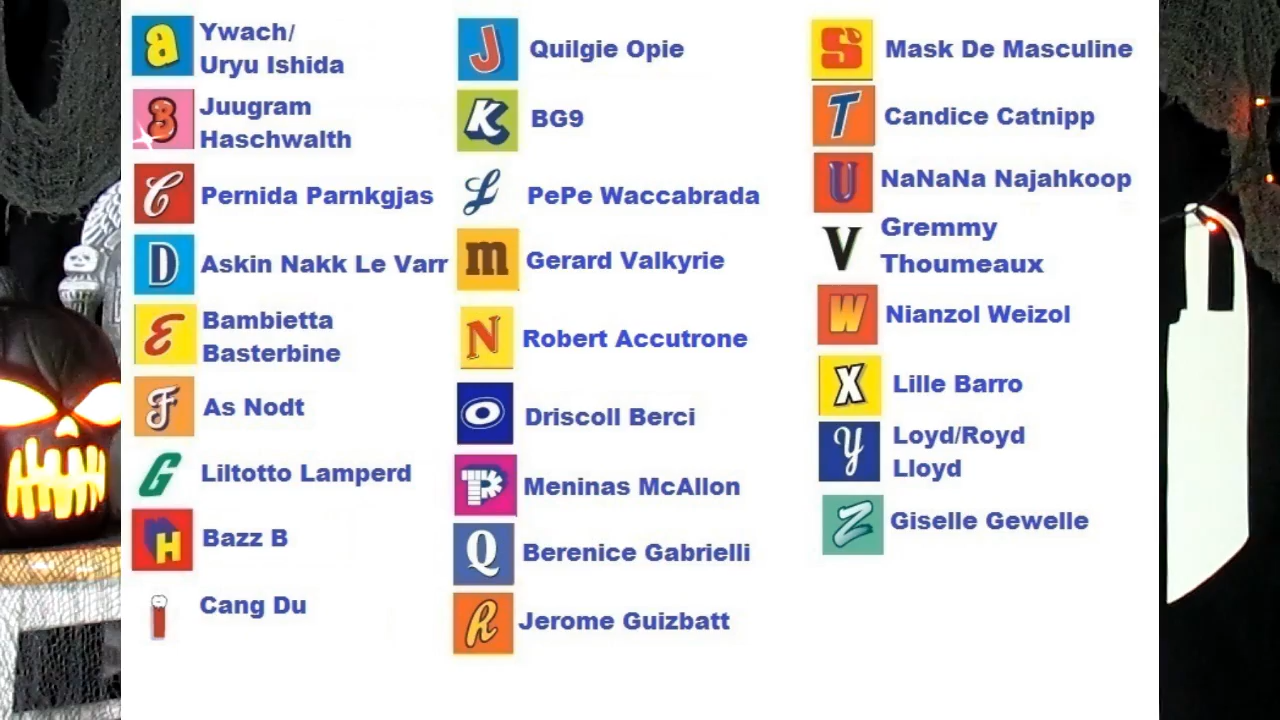 a Ywach/
Uryu Ishida
B Juugram
Haschwalth
C Pernida Parnkgjas
D Askin Nakk Le Varr
E Bambietta
Basterbine
F As Nodt
G Liltotto Lamperd
H Bazz B
I Cang Du
J Quilgie Opie
K BG9
L PePe Waccabrada
m Gerard Valkyrie
N Robert Accutrone
O Driscoll Berci
P Meninas McAllon
Q Berenice Gabrielli
R Jerome Guizbatt
S Mask De Masculine
T Candice Catnipp
U NaNaNa Najahkoop
V Gremmy
Thoumeaux
W Nianzol Weizol
X Lille Barro
y Loyd/Royd
Lloyd
Z Giselle Gewelle